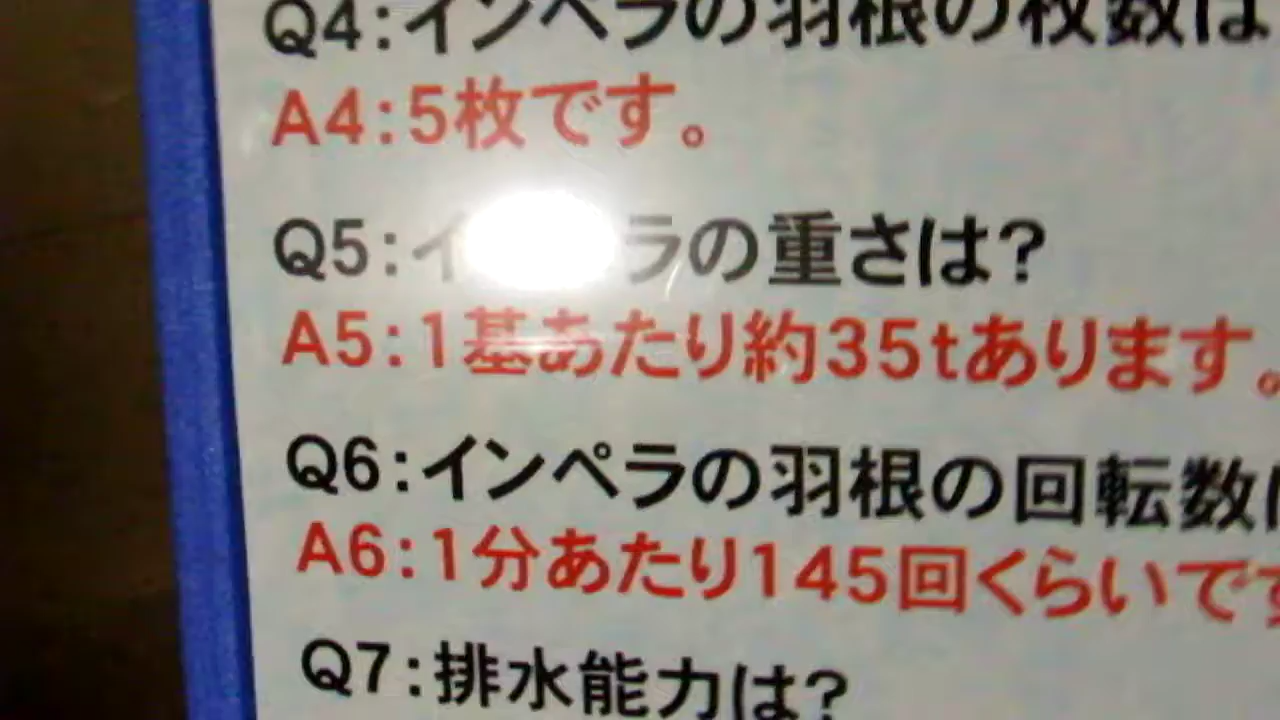 Q4:インペラの羽根の枚数は
A4:5枚です。
Q5:イ ラの重さは?
A5:1基あたり約35tあります。
Q6:インペラの羽根の回転数
A6:1分あたり145回くらいです
Q7:排水能力は?